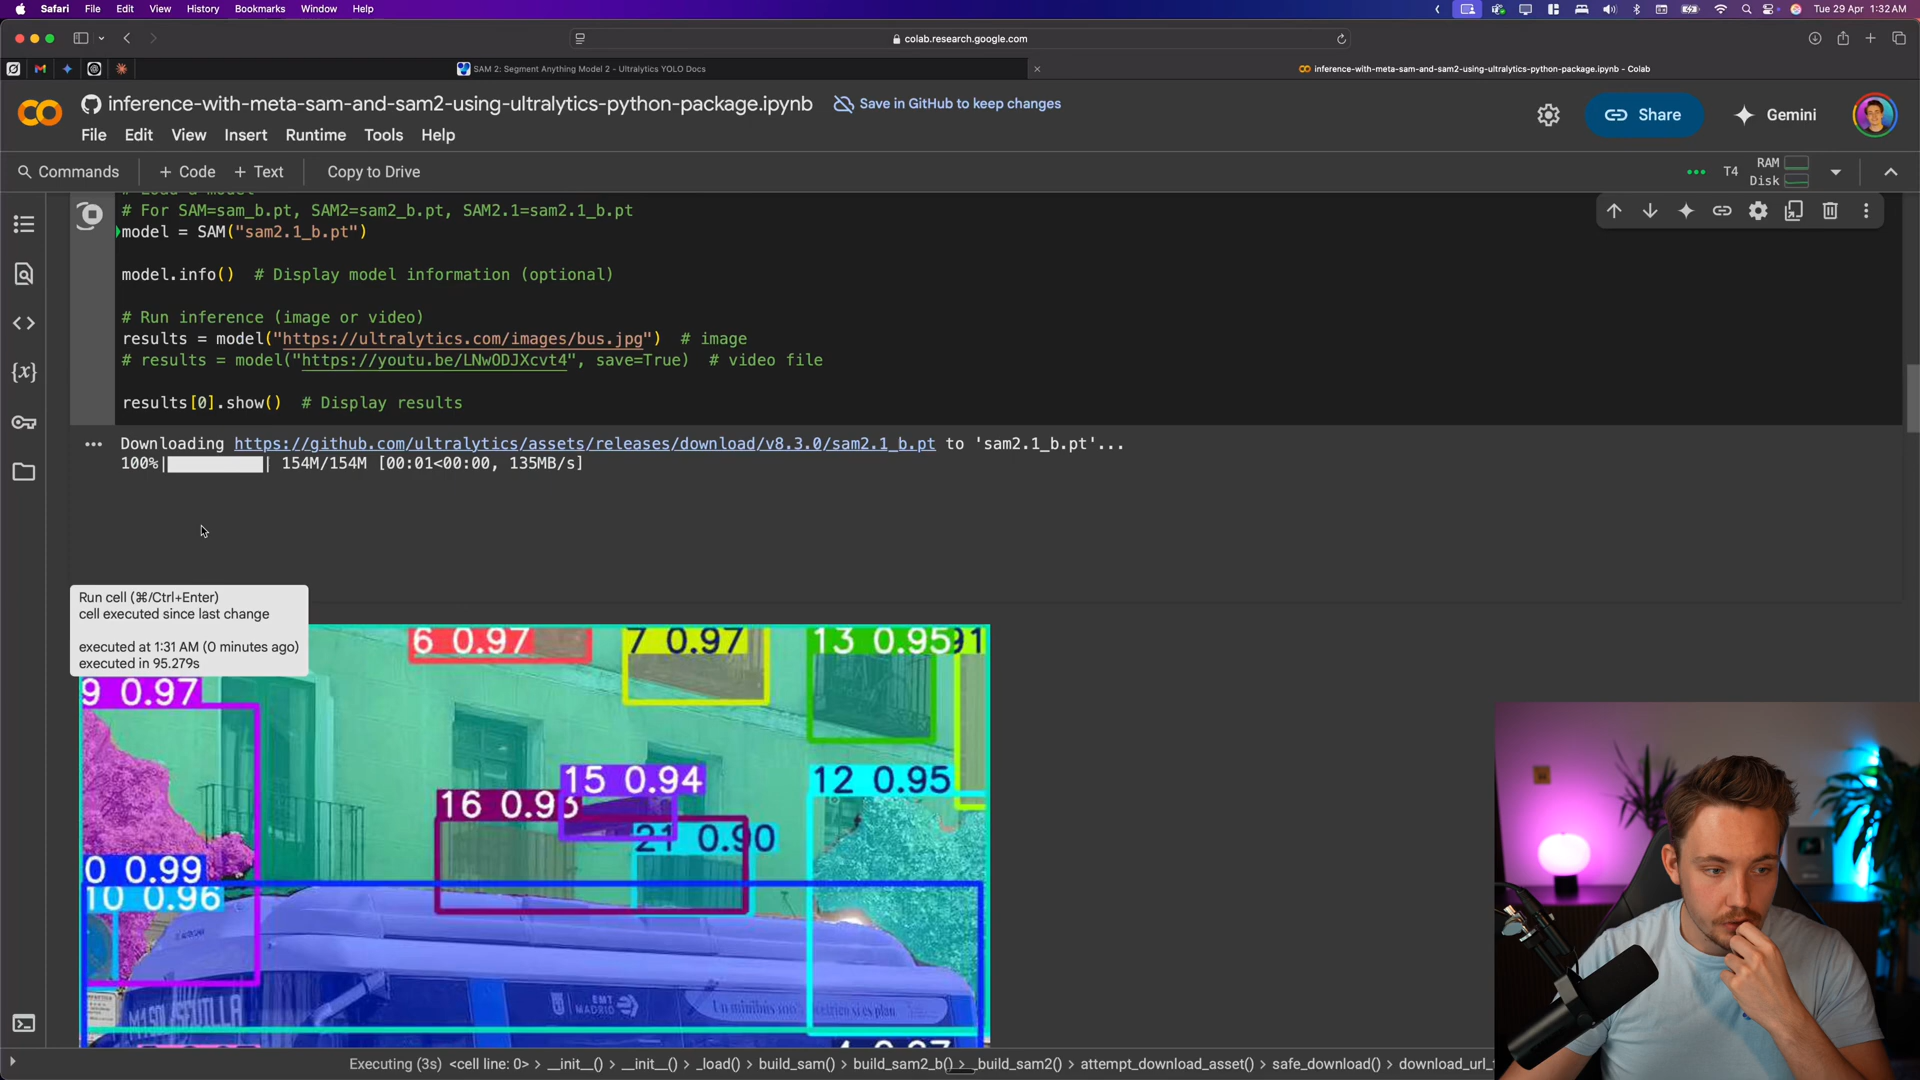 Safari File Edit View History Bookmarks Window Help
Tue 29 Apr 1:32 AM
colab.research.google.com
SAM 2: Segment Anything Model 2 - Ultralytics YOLO Docs
inference-with-meta-sam-and-sam2-using-ultralytics-python-package.ipynb - Colab
inference-with-meta-sam-and-sam2-using-ultralytics-python-package.ipynb
Save in GitHub to keep changes
Share
Gemini
File Edit View Insert Runtime Tools Help
Commands + Code + Text Copy to Drive
T4 RAM
Disk
# For SAM=sam_b.pt, SAM2=sam2_b.pt, SAM2.1=sam2.1_b.pt
model = SAM("sam2.1_b.pt")
model.info() # Display model information (optional)
# Run inference (image or video)
results = model("https://ultralytics.com/images/bus.jpg") # image
# results = model("https://youtu.be/LNwODJXcvt4", save=True) # video file
results[0].show() # Display results
Downloading https://github.com/ultralytics/assets/releases/download/v8.3.0/sam2.1_b.pt to 'sam2.1_b.pt'...
100%| | 154M/154M [00:01<00:00, 135MB/s]
Run cell (⌘/Ctrl+Enter)
cell executed since last change
executed at 1:31 AM (0 minutes ago)
executed in 95.279s
6 0.97
7 0.97
13 0.95
9 0.97
15 0.94
12 0.95
16 0.93
21 0.90
0 0.99
10 0.96
EMT
MADRID
Executing (3s) <cell line: 0> > __init__() > __init__() > _load() > build_sam() > build_sam2_b() > _build_sam2() > attempt_download_asset() > safe_download() > download_url_